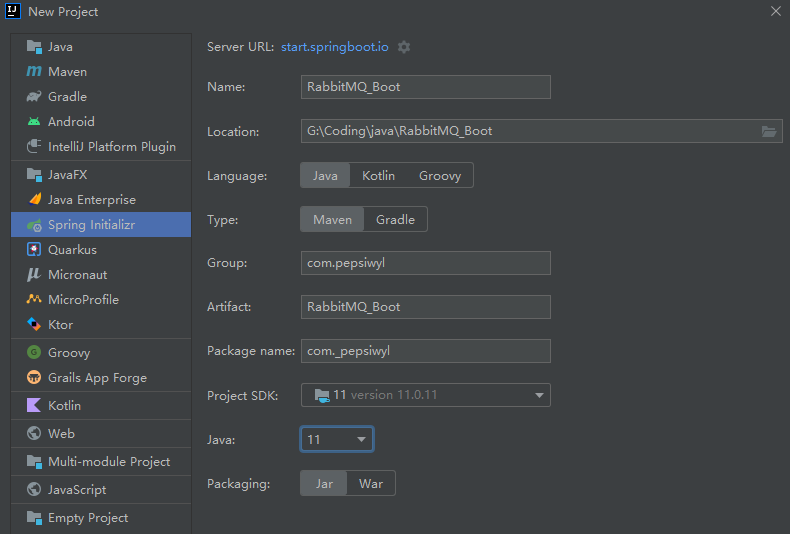 New Project
Java
Maven
Gradle
Android
IntelliJ Platform Plugin
JavaFX
Java Enterprise
Spring Initializr
Quarkus
Micronaut
MicroProfile
Ktor
Groovy
Grails App Forge
Kotlin
Web
Multi-module Project
JavaScript
Empty Project
Server URL: start.springboot.io
Name: RabbitMQ_Boot
Location: G:\Coding\java\RabbitMQ_Boot
Language: Java Kotlin Groovy
Type: Maven Gradle
Group: com.pepsiwyl
Artifact: RabbitMQ_Boot
Package name: com._pepsiwyl
Project SDK: 11 version 11.0.11
Java: 11
Packaging: Jar War